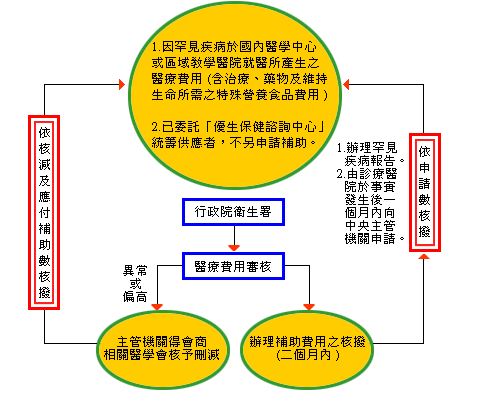 1.因罕見疾病於國內醫學中心
或區域教學醫院就醫所產生之
醫療費用 (含治療、藥物及維持
生命所需之特殊營養食品費用 )
2.已委託「優生保健諮詢中心」
統籌供應者，不另申請補助。
依核減及應付補助數核撥
1.辦理罕見
疾病報告。
2.由診療醫
院於事實
發生後一
個月內向
中央主管
機關申請。
依申請數核撥
行政院衛生署
醫療費用審核
異常
或
偏高
主管機關得會商
相關醫學會核予刪減
辦理補助費用之核撥
(二個月內 )